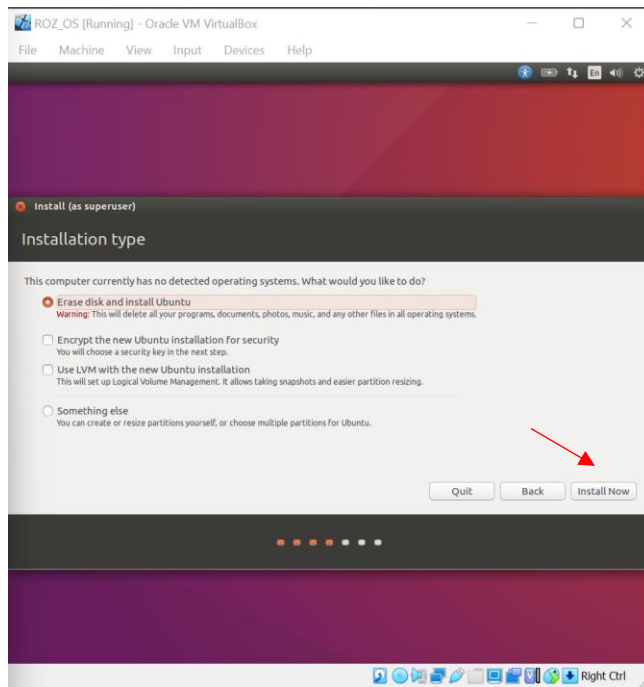 ROZ_OS [Running] - Oracle VM VirtualBox
File Machine View Input Devices Help
En
Install (as superuser)
Installation type
This computer currently has no detected operating systems. What would you like to do?
Erase disk and install Ubuntu
Warning: This will delete all your programs, documents, photos, music, and any other files in all operating systems.
Encrypt the new Ubuntu installation for security
You will choose a security key in the next step.
Use LVM with the new Ubuntu installation
This will set up Logical Volume Management. It allows taking snapshots and easier partition resizing.
Something else
You can create or resize partitions yourself, or choose multiple partitions for Ubuntu.
Quit Back Install Now
Right Ctrl